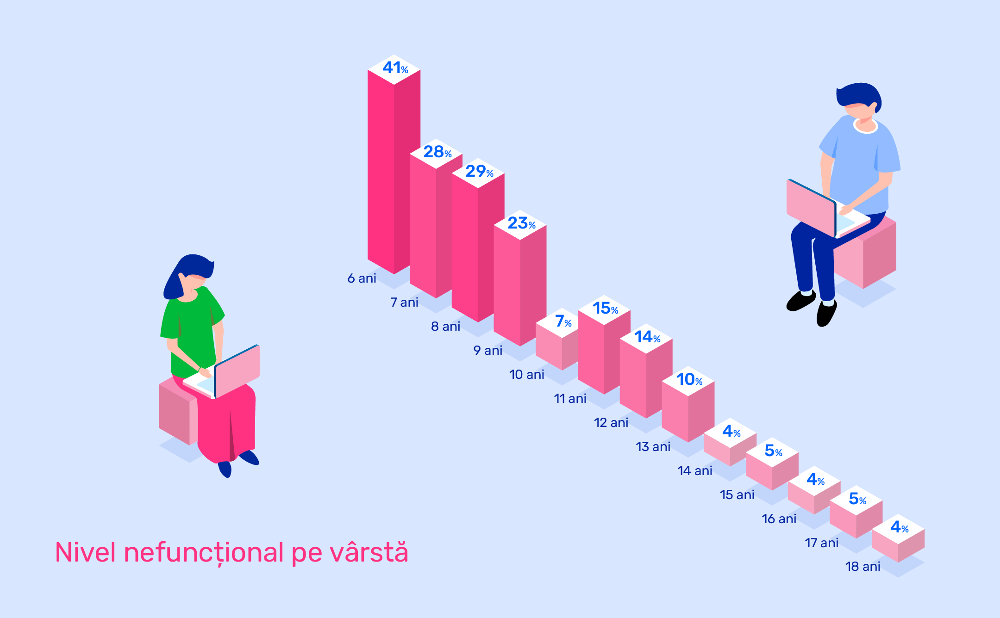 41%
28%
29%
23%
7%
15%
14%
10%
4%
5%
4%
5%
4%
6 ani
7 ani
8 ani
9 ani
10 ani
11 ani
12 ani
13 ani
14 ani
15 ani
16 ani
17 ani
18 ani
Nivel nefuncțional pe vârstă